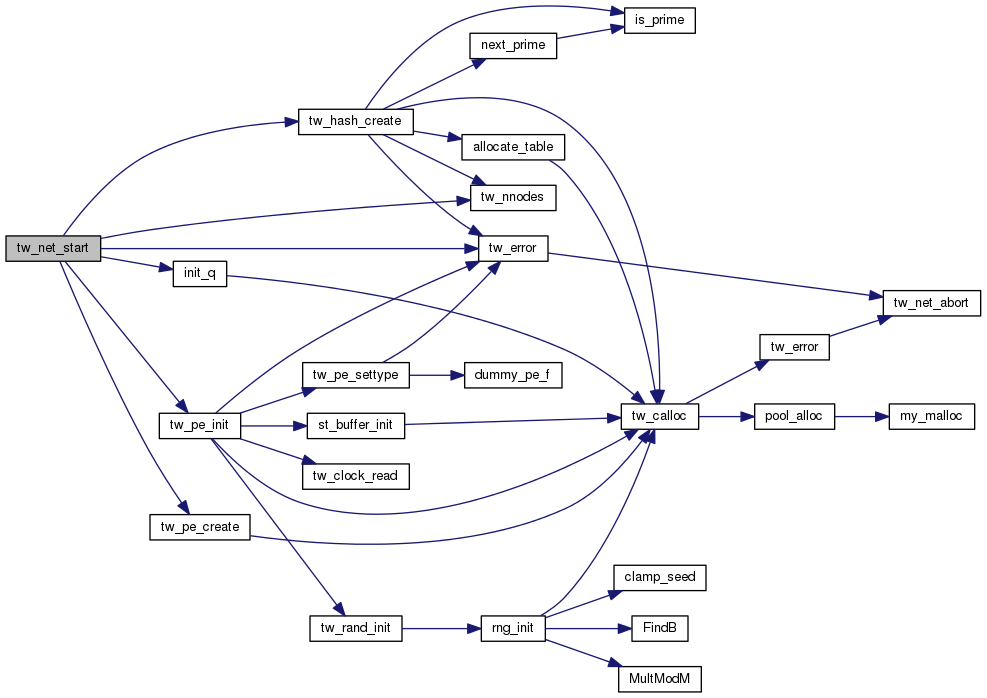 is_prime
next_prime
tw_hash_create
allocate_table
tw_nnodes
tw_net_start
tw_error
init_q
tw_net_abort
tw_error
tw_pe_settype
dummy_pe_f
tw_pe_init
st_buffer_init
tw_calloc
pool_alloc
my_malloc
tw_clock_read
tw_pe_create
clamp_seed
tw_rand_init
rng_init
FindB
MultModM